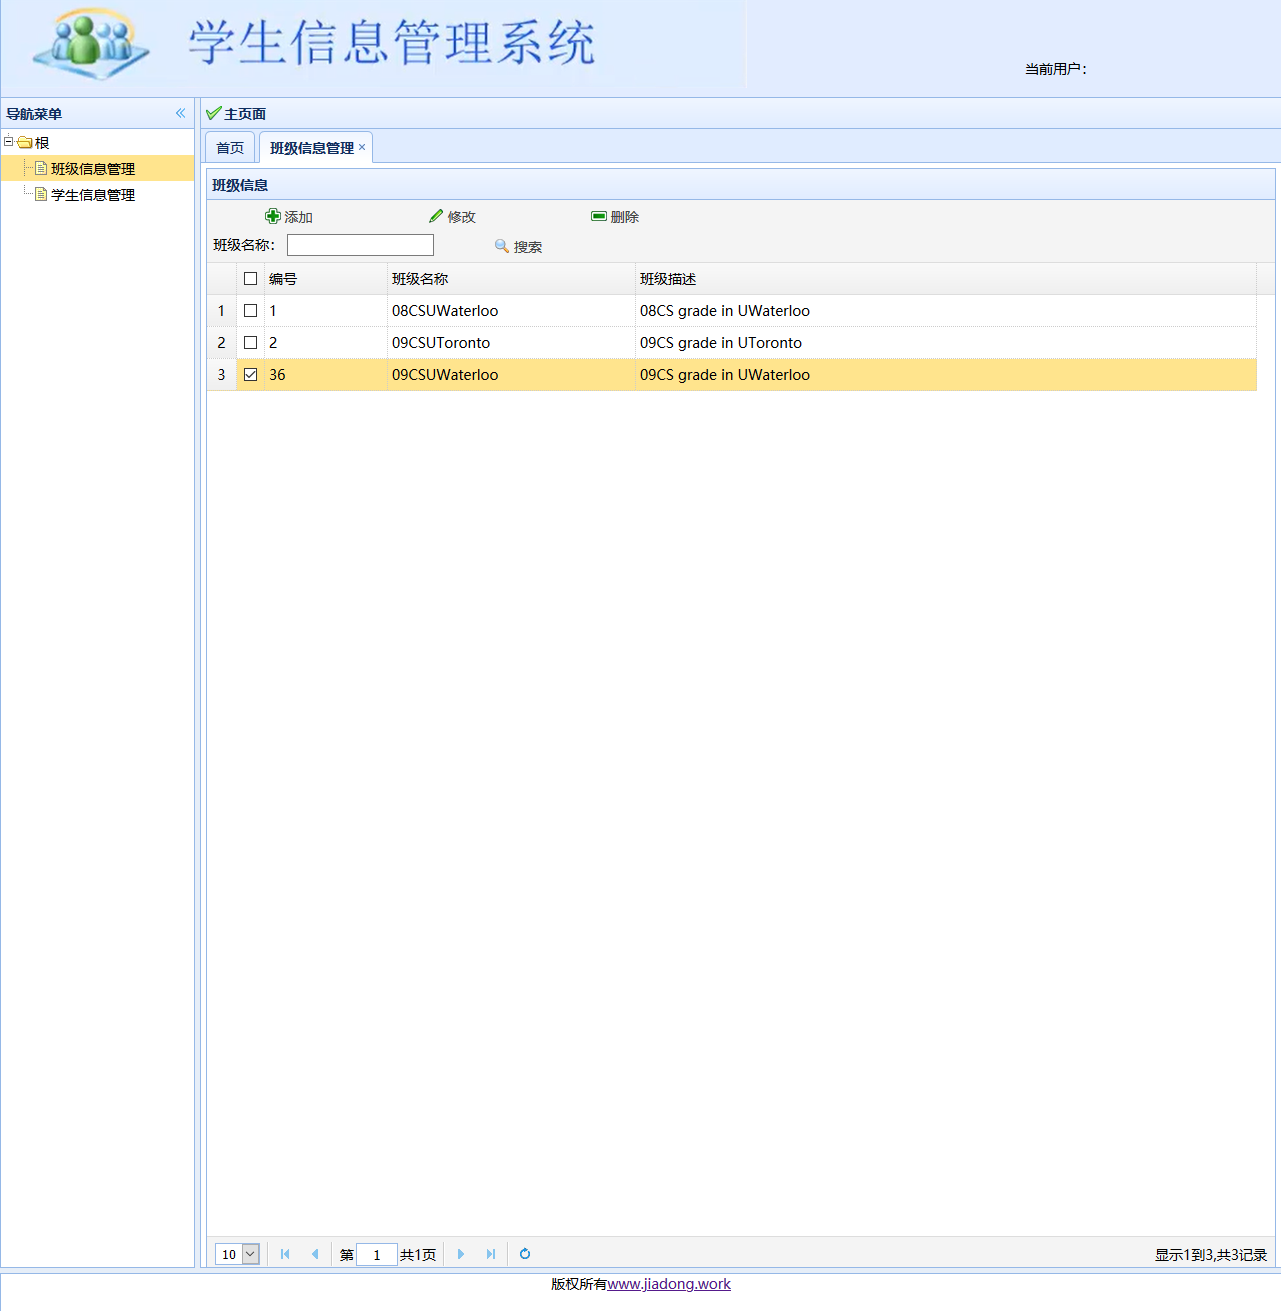 学生信息管理系统
当前用户：
导航菜单
主页面
根
班级信息管理
学生信息管理
首页 班级信息管理
班级信息
添加 修改 删除
班级名称： 搜索
编号 班级名称 班级描述
1 1 08CSUWaterloo 08CS grade in UWaterloo
2 2 09CSUToronto 09CS grade in UToronto
3 36 09CSUWaterloo 09CS grade in UWaterloo
10 第 1 共1页 显示1到3,共3记录
版权所有www.jiadong.work